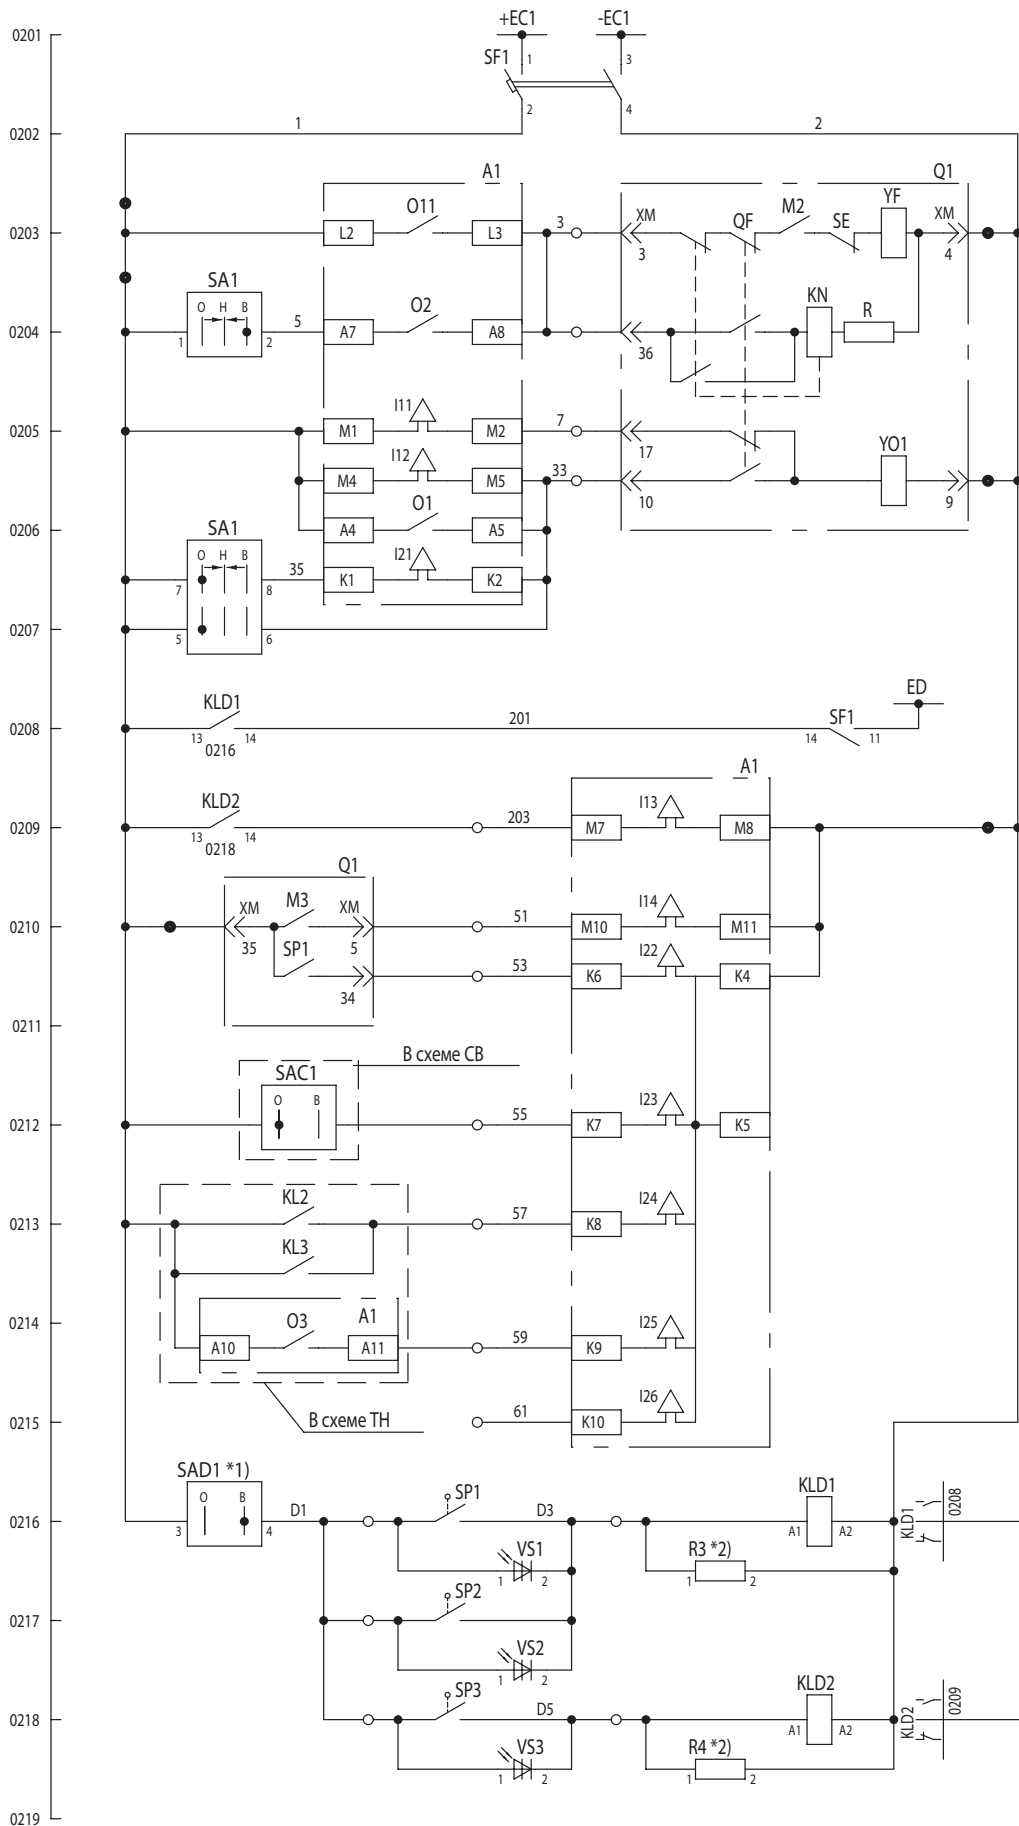 +EC1 -EC1
0201
SF1 1 3
2 4
0202 1 2
A1 Q1
O11 3 XM QF M2 SE YF XM
0203 L2 L3 3 4
SA1 O2 KN R
О Н В 5
0204 1 2 A7 A8 36
I11 7
0205 M1 M2 17
I12 33 YO1
M4 M5 10 9
O1
0206 A4 A5
SA1
О Н В 35 I21
7 8 K1 K2
0207 5 6
KLD1 201 SF1 ED
0208 13 14 14 11
0216
A1
KLD2 203 I13
0209 13 14 M7 M8
0218
Q1
XM M3 XM 51 I14
0210 35 5 M10 M11
SP1 53 I22
34 K6 K4
0211
В схеме СВ
SAC1
О В 55 I23
0212 K7 K5
KL2 57 I24
0213 K8
KL3
0214 O3 A1 59 I25
A10 A11 K9
61 I26
0215 В схеме ТН K10
SAD1 *1)
О В D1 SP1 D3 KLD1 KLD1 0208
0216 3 4 A1 A2
VS1 R3 *2)
1 2 1 2
SP2
0217
VS2
1 2
SP3 D5 KLD2 KLD2 0209
0218 A1 A2
VS3 R4 *2)
1 2 1 2
0219